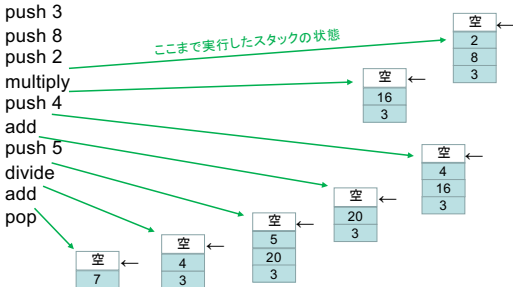 push 3
push 8
push 2
multiply
push 4
add
push 5
divide
add
pop
ここまで実行したスタックの状態
空 ←
2
8
3
空 ←
16
3
空 ←
4
16
3
空 ←
20
3
空 ←
5
20
3
空 ←
4
3
空 ←
7